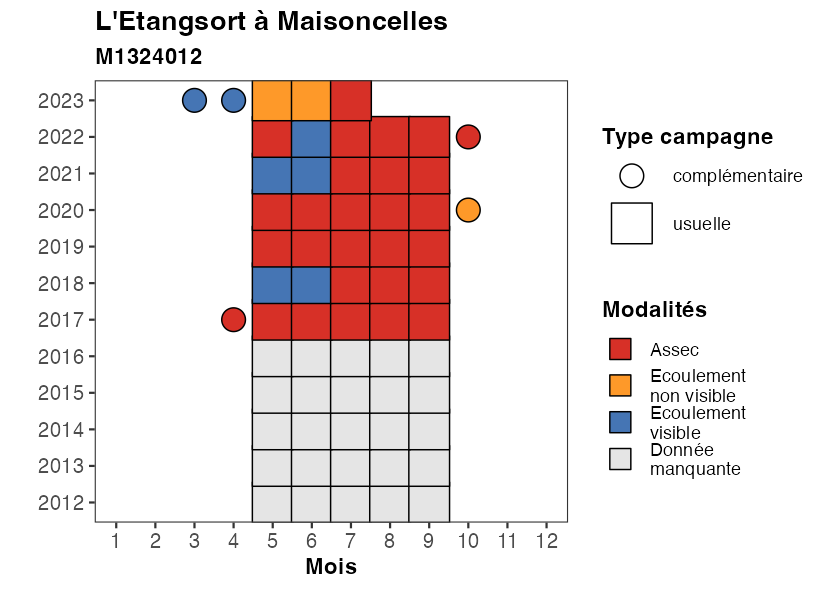 L'Etangsort à Maisoncelles
M1324012
2023
2022
2021
2020
2019
2018
2017
2016
2015
2014
2013
2012
1 2 3 4 5 6 7 8 9 10 11 12
Mois
Type campagne
complémentaire
usuelle
Modalités
Assec
Ecoulement
non visible
Ecoulement
visible
Donnée
manquante